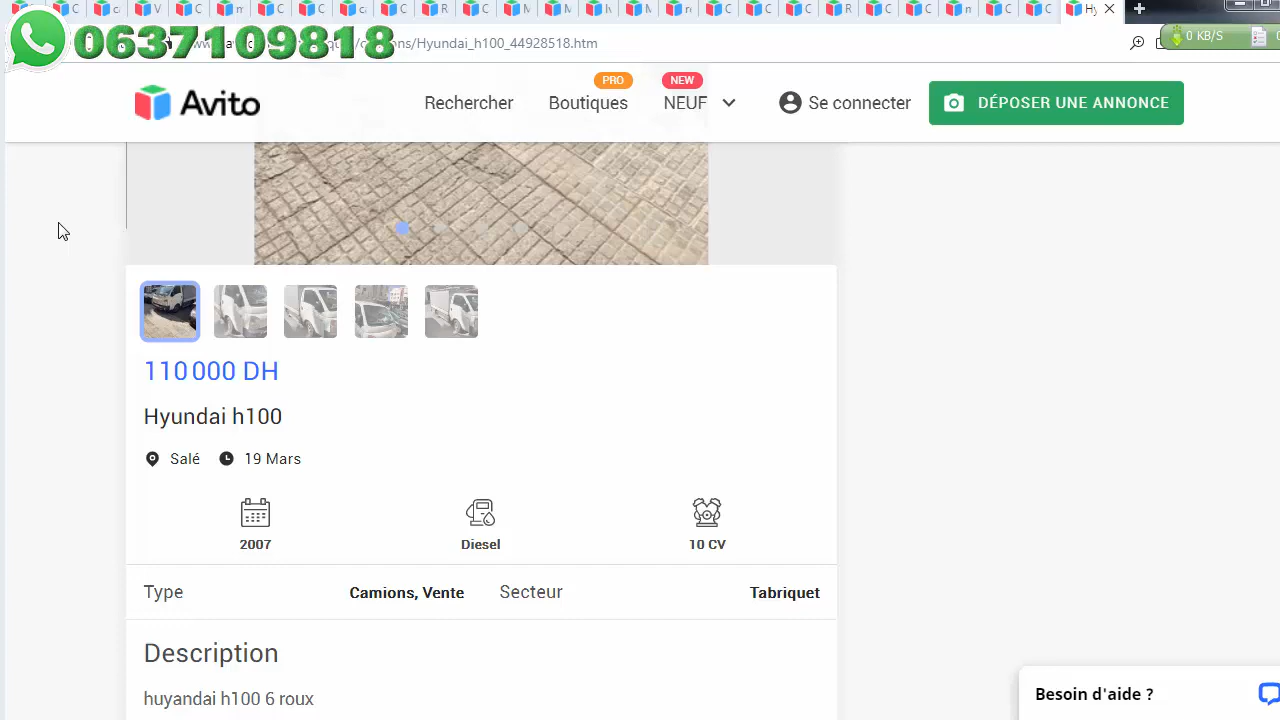 0637109818
/Hyundai_h100_44928518.htm
0 KB/S
PRO
NEW
Avito
Rechercher
Boutiques
NEUF
Se connecter
DÉPOSER UNE ANNONCE
110 000 DH
Hyundai h100
Salé
19 Mars
2007
Diesel
10 CV
Type
Camions, Vente
Secteur
Tabriquet
Description
huyandai h100 6 roux
Besoin d'aide ?